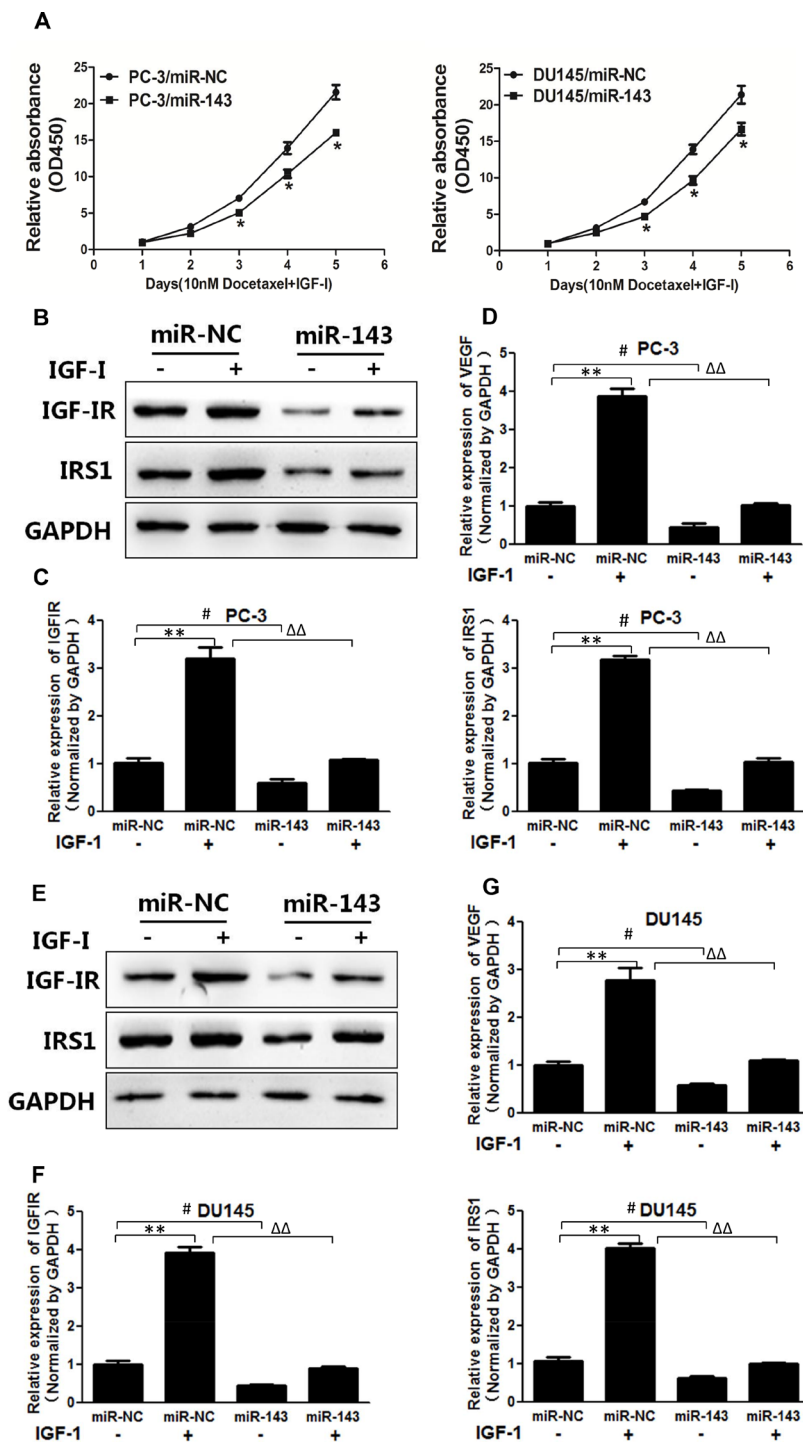 A
PC-3/miR-NC
PC-3/miR-143
Relative absorbance
(OD450)
25
20
15
10
5
0
*
*
*
0 1 2 3 4 5 6
Days(10nM Docetaxel+IGF-I)
DU145/miR-NC
DU145/miR-143
Relative absorbance
(OD450)
25
20
15
10
5
0
*
*
*
0 1 2 3 4 5 6
Days(10nM Docetaxel+IGF-I)
B
miR-NC miR-143
IGF-I - + - +
IGF-IR
IRS1
GAPDH
D
PC-3
#
**
ΔΔ
Relative expression of VEGF
(Normalized by GAPDH)
5
4
3
2
1
0
miR-NC miR-NC miR-143 miR-143
IGF-1 - + - +
C
PC-3
#
**
ΔΔ
Relative expression of IGFIR
(Normalized by GAPDH)
4
3
2
1
0
miR-NC miR-NC miR-143 miR-143
IGF-1 - + - +
PC-3
#
**
ΔΔ
Relative expression of IRS1
(Normalized by GAPDH)
4
3
2
1
0
miR-NC miR-NC miR-143 miR-143
IGF-1 - + - +
E
miR-NC miR-143
IGF-I - + - +
IGF-IR
IRS1
GAPDH
G
DU145
#
**
ΔΔ
Relative expression of VEGF
(Normalized by GAPDH)
4
3
2
1
0
miR-NC miR-NC miR-143 miR-143
IGF-1 - + - +
F
# DU145
**
ΔΔ
Relative expression of IGFIR
(Normalized by GAPDH)
5
4
3
2
1
0
miR-NC miR-NC miR-143 miR-143
IGF-1 - + - +
# DU145
**
ΔΔ
Relative expression of IRS1
(Normalized by GAPDH)
5
4
3
2
1
0
miR-NC miR-NC miR-143 miR-143
IGF-1 - + - +